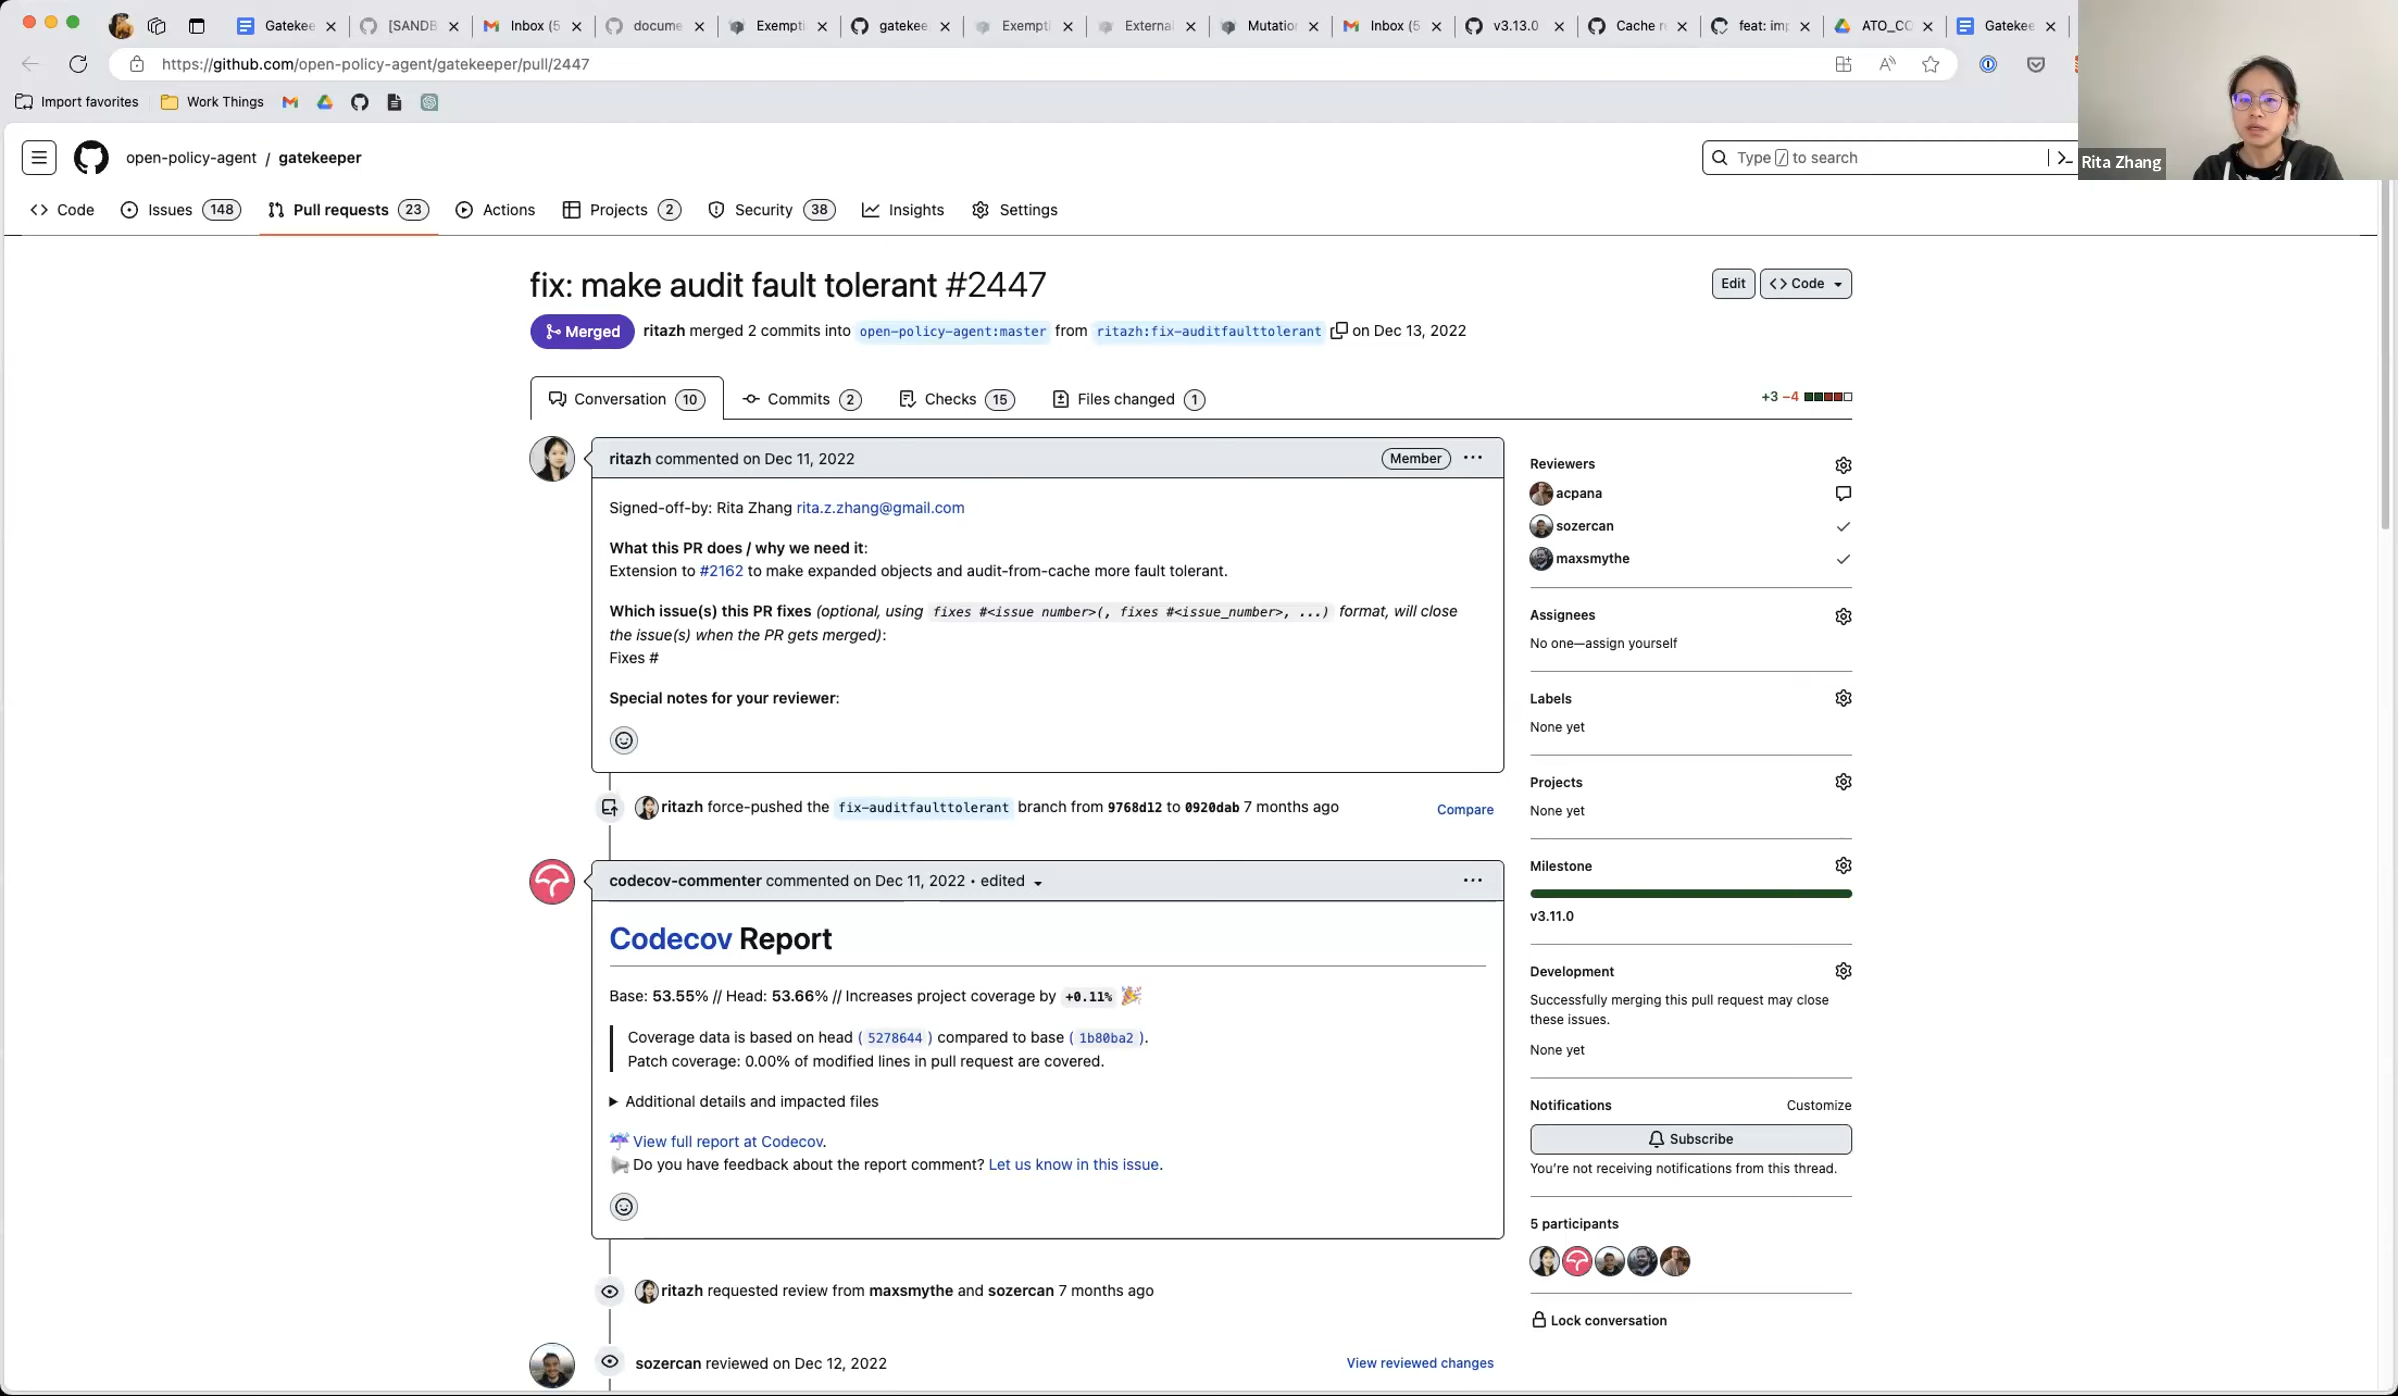 Gatekee
[SANDB
Inbox (5
docume
Exempti
gatekee
Exempti
External
Mutation
Inbox (5
v3.13.0
Cache r
feat: imp
ATO_CO
Gatekee
https://github.com/open-policy-agent/gatekeeper/pull/2447
Import favorites
Work Things
open-policy-agent / gatekeeper
Type / to search
Rita Zhang
Code
Issues 148
Pull requests 23
Actions
Projects 2
Security 38
Insights
Settings
fix: make audit fault tolerant #2447
Edit
<> Code
Merged
ritazh merged 2 commits into open-policy-agent:master from ritazh:fix-auditfaulttolerant on Dec 13, 2022
Conversation 10
Commits 2
Checks 15
Files changed 1
+3 −4
ritazh commented on Dec 11, 2022
Member
Signed-off-by: Rita Zhang rita.z.zhang@gmail.com
What this PR does / why we need it:
Extension to #2162 to make expanded objects and audit-from-cache more fault tolerant.
Which issue(s) this PR fixes (optional, using fixes #<issue number>(, fixes #<issue_number>, ...) format, will close
the issue(s) when the PR gets merged):
Fixes #
Special notes for your reviewer:
ritazh force-pushed the fix-auditfaulttolerant branch from 9768d12 to 0920dab 7 months ago
Compare
codecov-commenter commented on Dec 11, 2022 • edited
Codecov Report
Base: 53.55% // Head: 53.66% // Increases project coverage by +0.11% 🎉
Coverage data is based on head ( 5278644 ) compared to base ( 1b80ba2 ).
Patch coverage: 0.00% of modified lines in pull request are covered.
Additional details and impacted files
View full report at Codecov.
Do you have feedback about the report comment? Let us know in this issue.
ritazh requested review from maxsmythe and sozercan 7 months ago
sozercan reviewed on Dec 12, 2022
View reviewed changes
Reviewers
acpana
sozercan
maxsmythe
Assignees
No one—assign yourself
Labels
None yet
Projects
None yet
Milestone
v3.11.0
Development
Successfully merging this pull request may close
these issues.
None yet
Notifications
Customize
Subscribe
You're not receiving notifications from this thread.
5 participants
Lock conversation